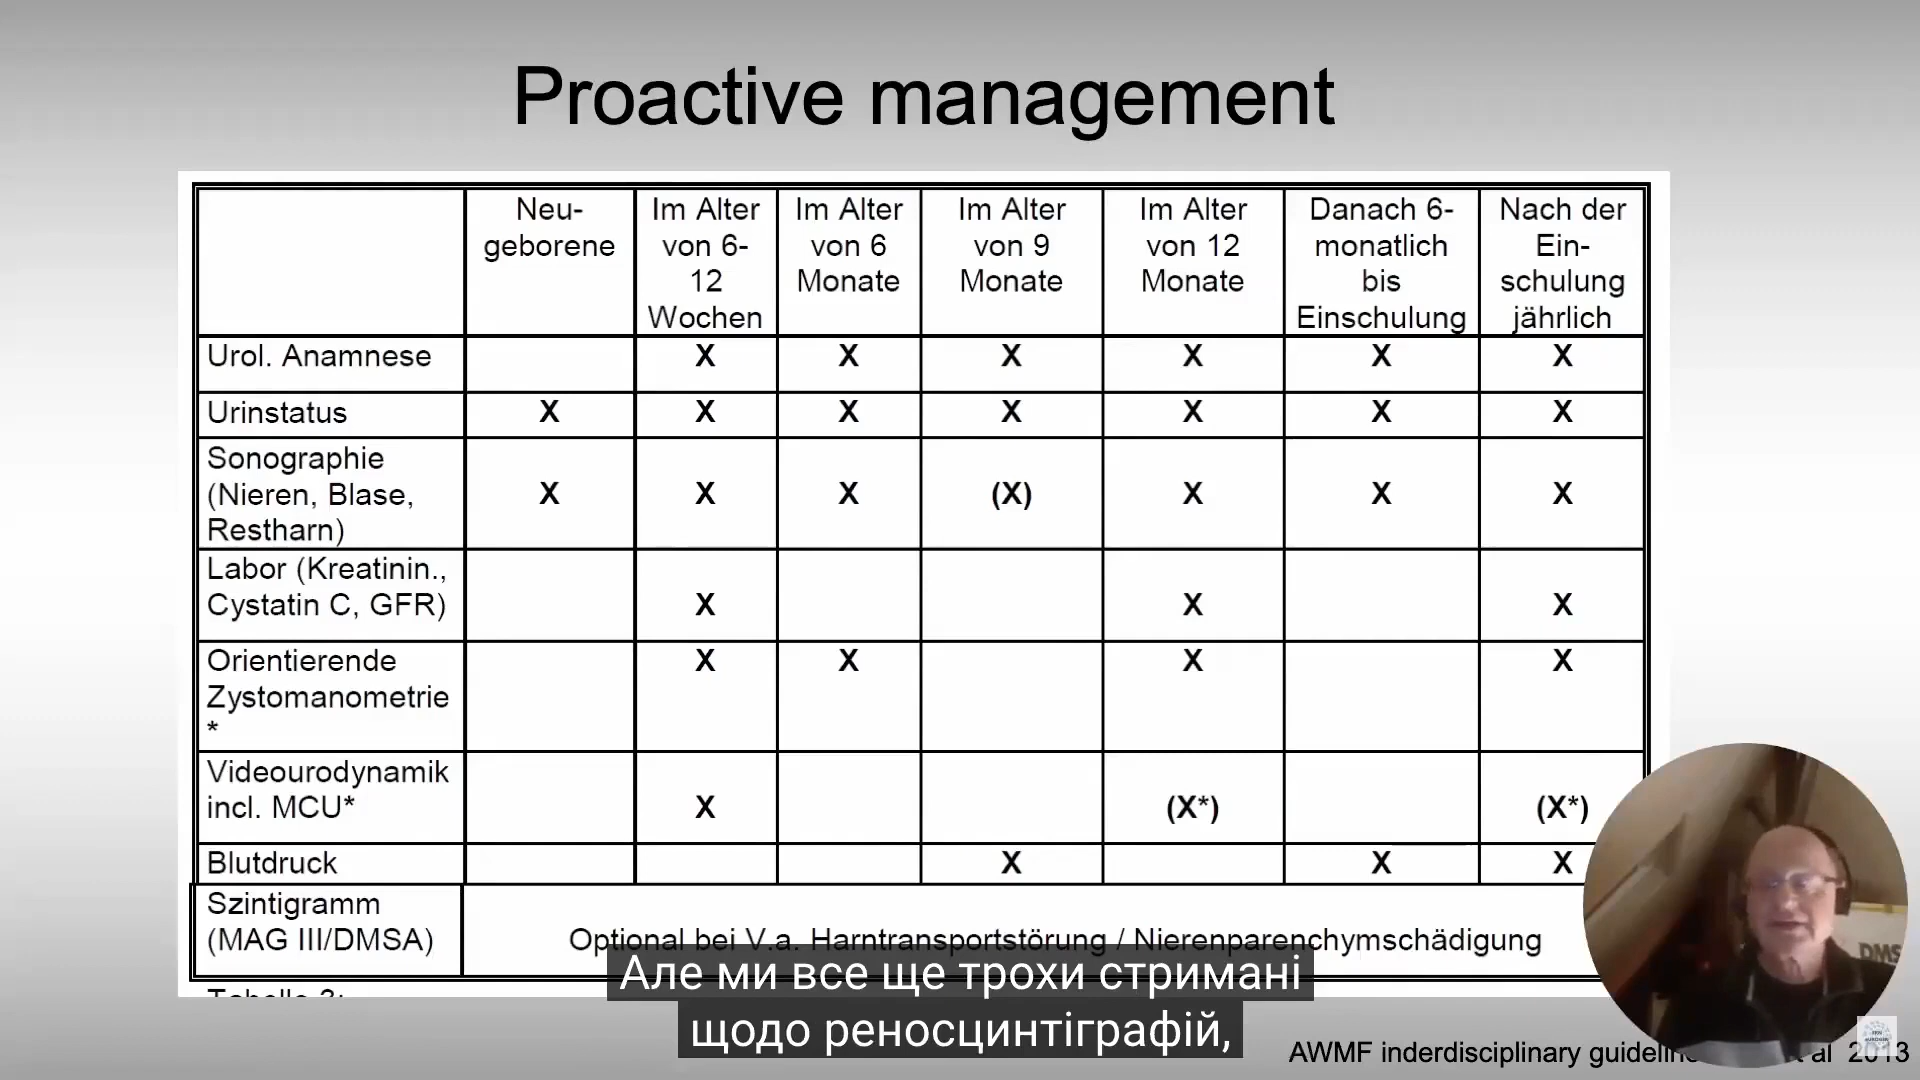 Proactive management
Neu-
geborene
Im Alter
von 6-
12
Wochen
Im Alter
von 6
Monate
Im Alter
von 9
Monate
Im Alter
von 12
Monate
Danach 6-
monatlich
bis
Einschulung
Nach der
Ein-
schulung
jährlich
Urol. Anamnese X X X X X X
Urinstatus X X X X X X X
Sonographie
(Nieren, Blase,
Restharn)
X X X (X) X X X
Labor (Kreatinin.,
Cystatin C, GFR)
X X X
Orientierende
Zystomanometrie
*
X X X X
Videourodynamik
incl. MCU*
X (X*) (X*)
Blutdruck X X X
Szintigramm
(MAG III/DMSA)
Optional bei V.a. Harntransportstörung / Nierenparenchymschädigung
Tabelle 3:
Але ми все ще трохи стримані
щодо реносцинтіграфій,
DMS
AWMF inderdisciplinary al 2013